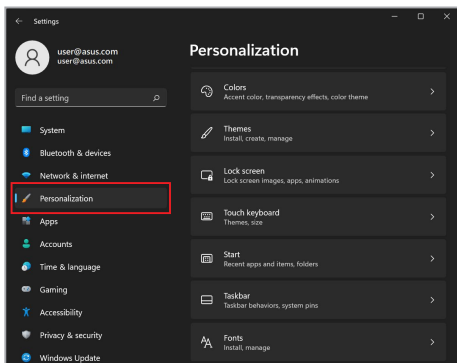 Settings
user@asus.com
user@asus.com
Find a setting
System
Bluetooth & devices
Network & internet
Personalization
Apps
Accounts
Time & language
Gaming
Accessibility
Privacy & security
Windows Update
Personalization
Colors
Accent color, transparency effects, color theme
Themes
Install, create, manage
Lock screen
Lock screen images, apps, animations
Touch keyboard
Themes, size
Start
Recent apps and items, folders
Taskbar
Taskbar behaviors, system pins
Fonts
Install, manage